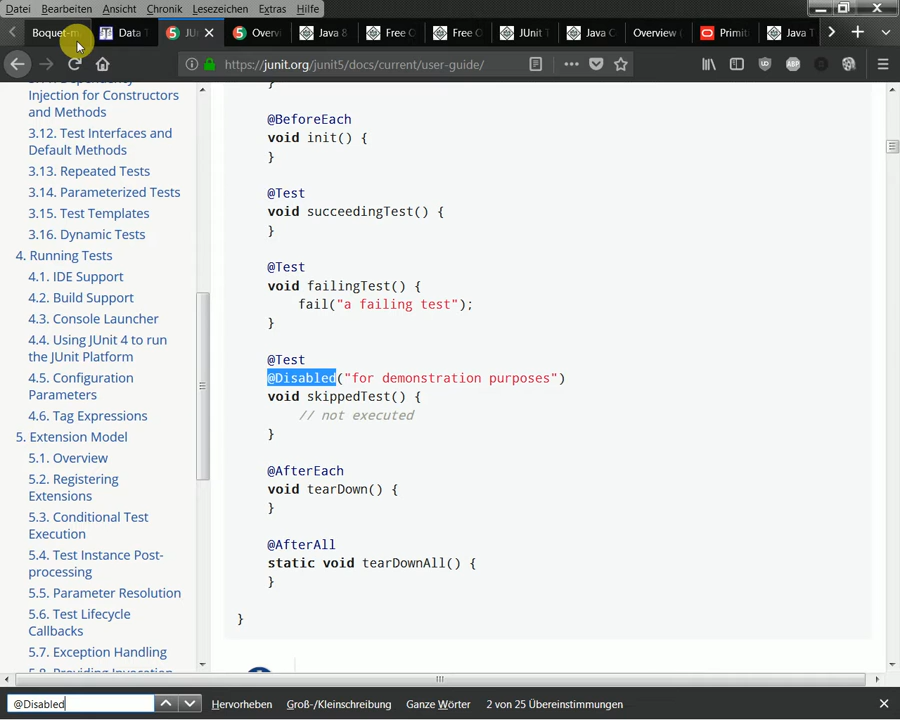 Datei Bearbeiten Ansicht Chronik Lesezeichen Extras Hilfe
Boquet-m Data T JU Overv Java 8 Free O Free O JUnit T Java C Overview ( Primit Java T
https://junit.org/junit5/docs/current/user-guide/
Injection for Constructors
and Methods
3.12. Test Interfaces and
Default Methods
3.13. Repeated Tests
3.14. Parameterized Tests
3.15. Test Templates
3.16. Dynamic Tests
4. Running Tests
4.1. IDE Support
4.2. Build Support
4.3. Console Launcher
4.4. Using JUnit 4 to run
the JUnit Platform
4.5. Configuration
Parameters
4.6. Tag Expressions
5. Extension Model
5.1. Overview
5.2. Registering
Extensions
5.3. Conditional Test
Execution
5.4. Test Instance Post-
processing
5.5. Parameter Resolution
5.6. Test Lifecycle
Callbacks
5.7. Exception Handling
5.8. Providing Invocation
}
@BeforeEach
void init() {
}
@Test
void succeedingTest() {
}
@Test
void failingTest() {
fail("a failing test");
}
@Test
@Disabled("for demonstration purposes")
void skippedTest() {
// not executed
}
@AfterEach
void tearDown() {
}
@AfterAll
static void tearDownAll() {
}
}
@Disabled Hervorheben Groß-/Kleinschreibung Ganze Wörter 2 von 25 Übereinstimmungen